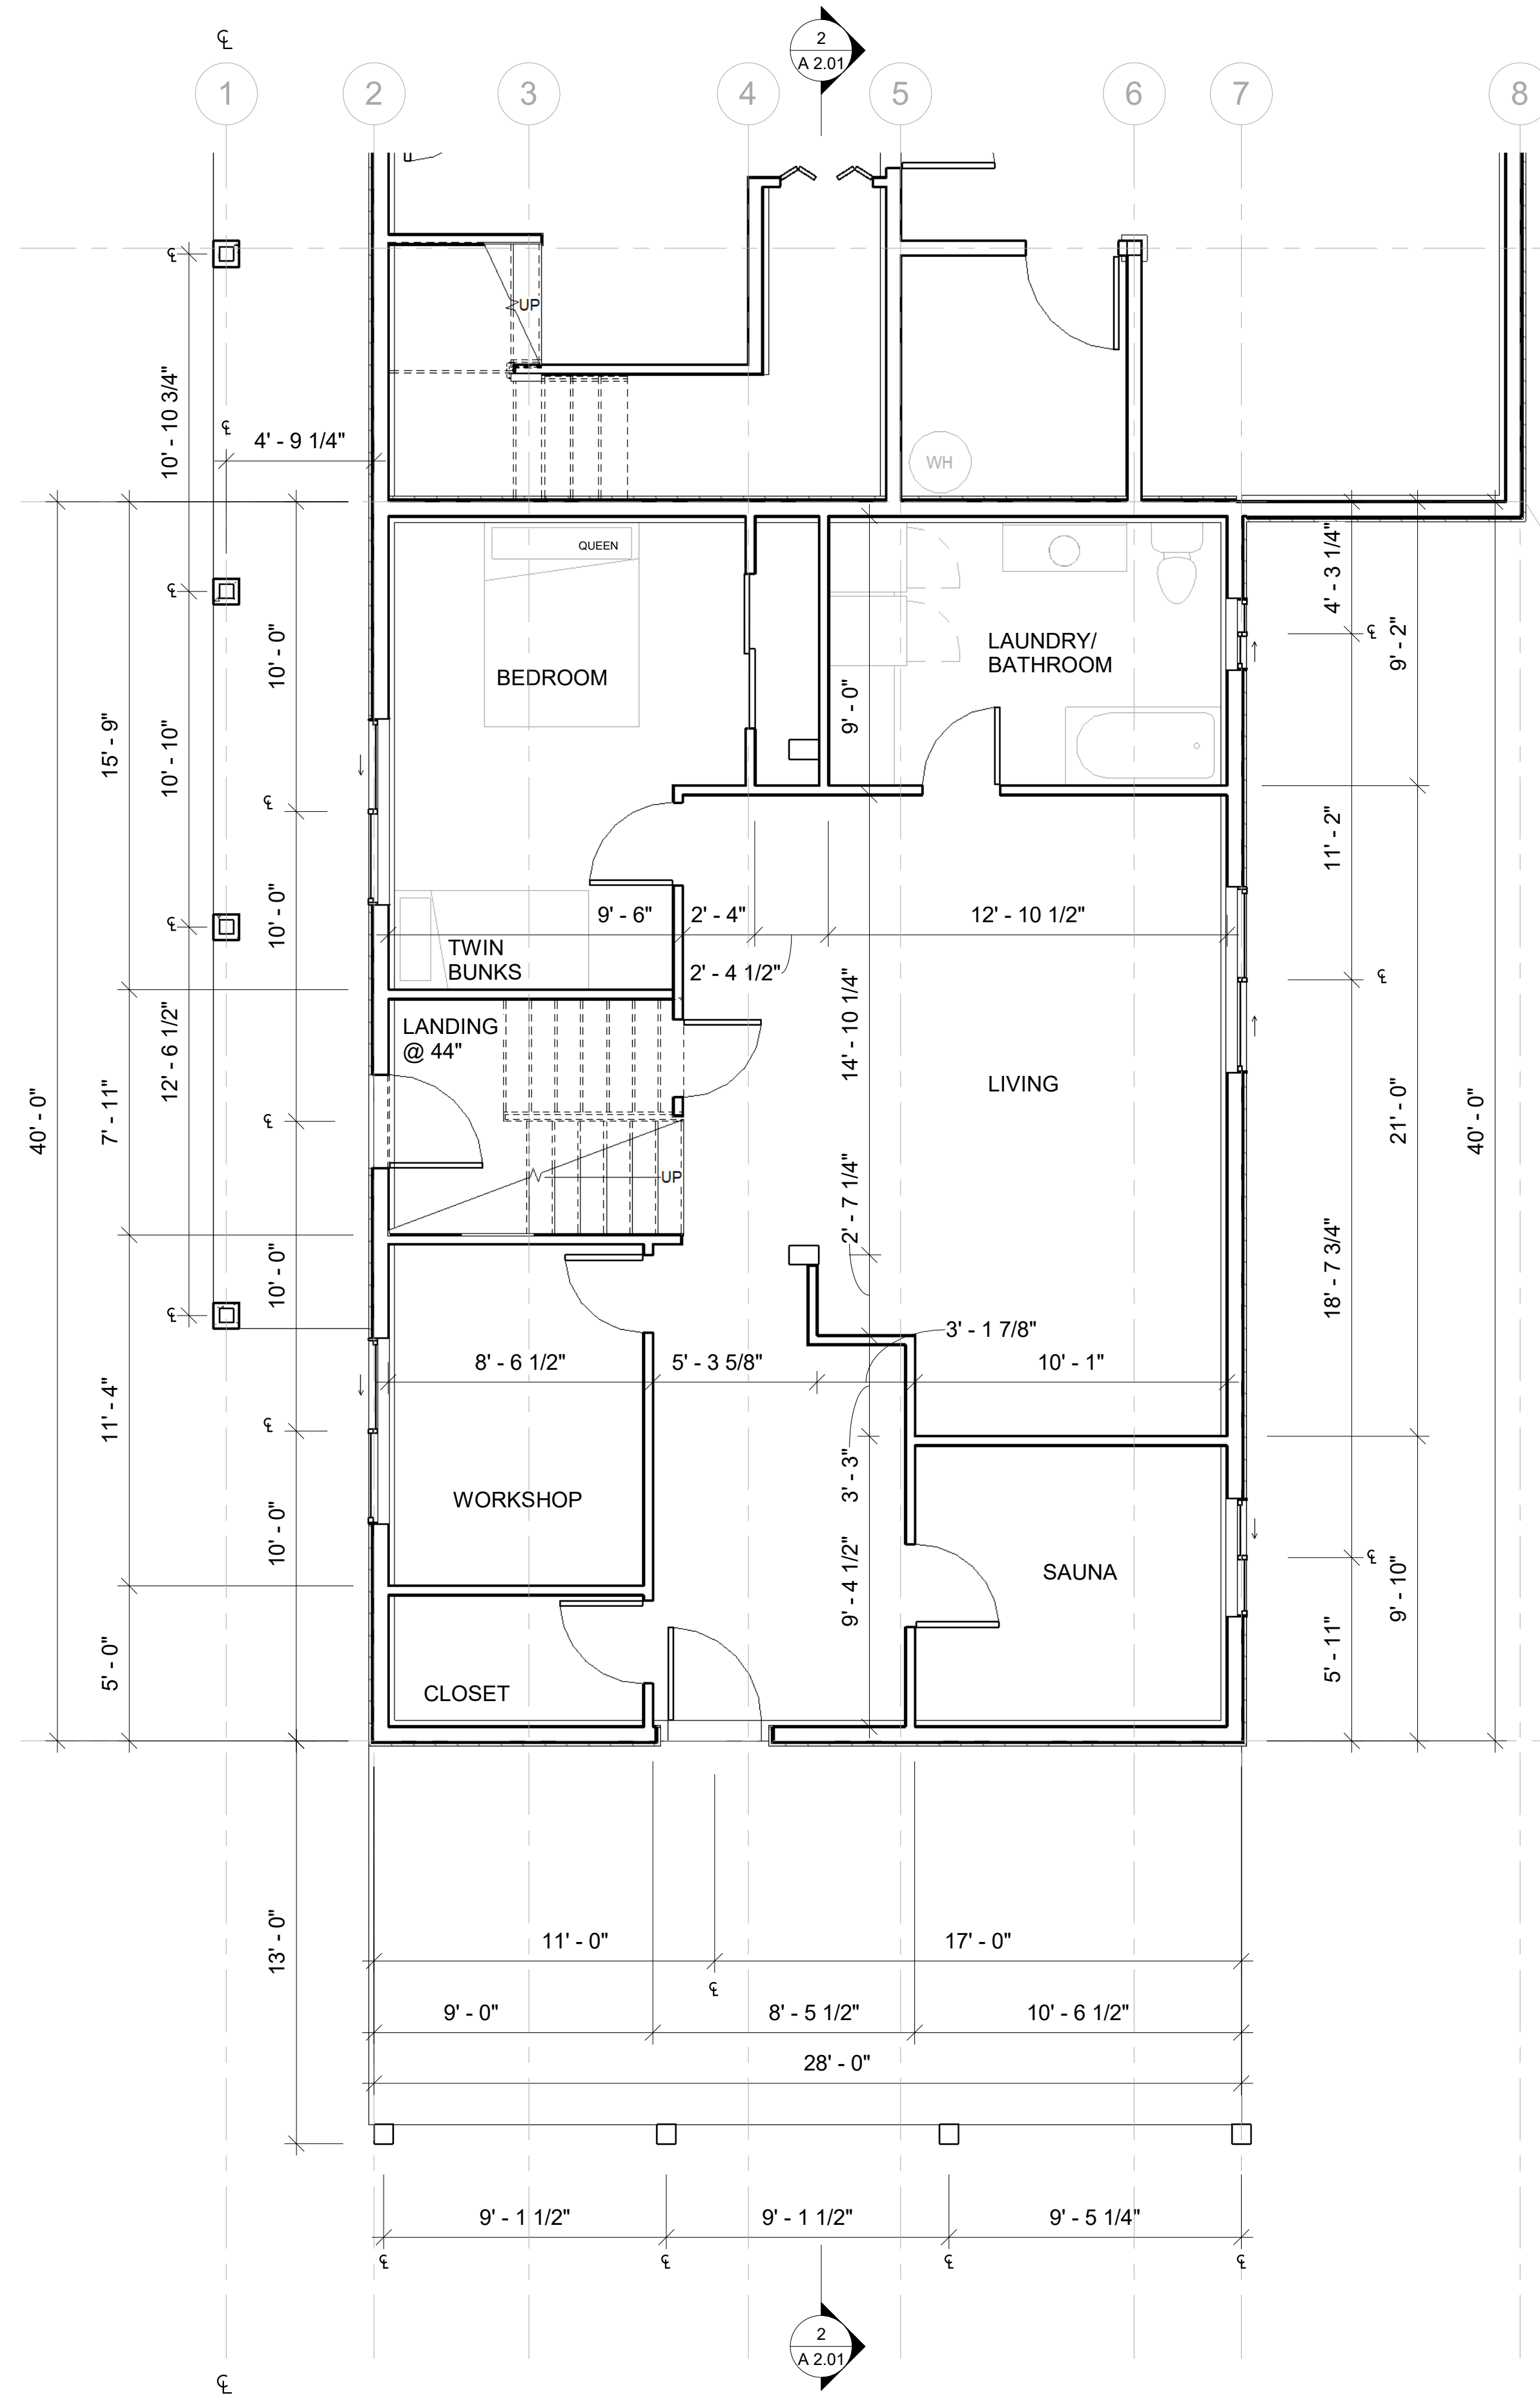 ℄
2
A 2.01
1
2
3
4
5
6
7
8
℄
UP
10' - 10 3/4"
℄
4' - 9 1/4"
WH
QUEEN
4' - 3 1/4"
℄
10' - 0"
BEDROOM
LAUNDRY/
BATHROOM
℄
9' - 2"
9' - 0"
15' - 9"
10' - 10"
℄
11' - 2"
℄
10' - 0"
9' - 6"
2' - 4"
12' - 10 1/2"
TWIN
BUNKS
2' - 4 1/2"
℄
14' - 10 1/4"
LANDING
@ 44"
12' - 6 1/2"
LIVING
40' - 0"
7' - 11"
℄
21' - 0"
40' - 0"
UP
2' - 7 1/4"
10' - 0"
18' - 7 3/4"
℄
3' - 1 7/8"
8' - 6 1/2"
5' - 3 5/8"
10' - 1"
11' - 4"
℄
3' - 3"
WORKSHOP
10' - 0"
9' - 4 1/2"
SAUNA
℄
9' - 10"
5' - 11"
5' - 0"
CLOSET
13' - 0"
11' - 0"
17' - 0"
℄
9' - 0"
8' - 5 1/2"
10' - 6 1/2"
28' - 0"
9' - 1 1/2"
9' - 1 1/2"
9' - 5 1/4"
℄
℄
℄
℄
2
A 2.01
℄